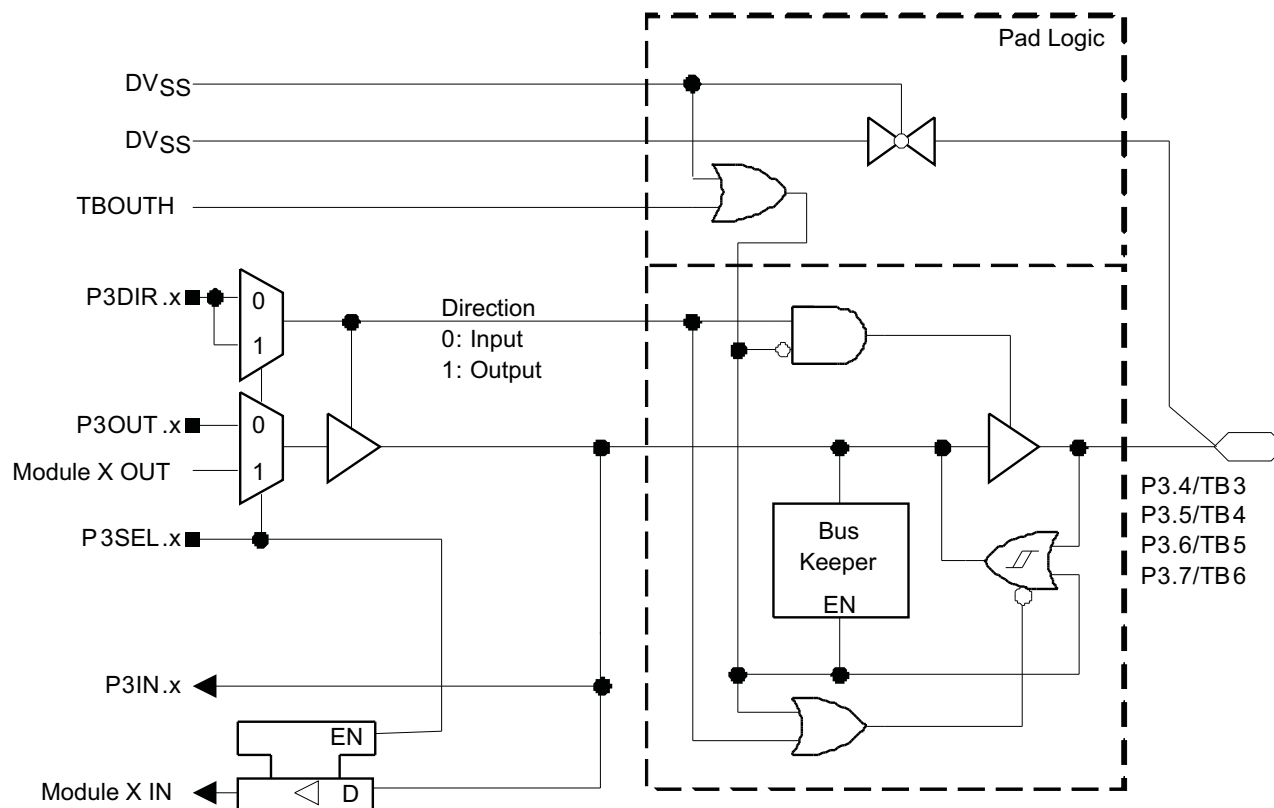 Pad Logic
DVSS
DVSS
TBOUTH
P3DIR.x
0
1
Direction
0: Input
1: Output
P3OUT.x
0
Module X OUT
1
P3SEL.x
P3.4/TB3
P3.5/TB4
P3.6/TB5
P3.7/TB6
Bus
Keeper
EN
P3IN.x
EN
Module X IN
D